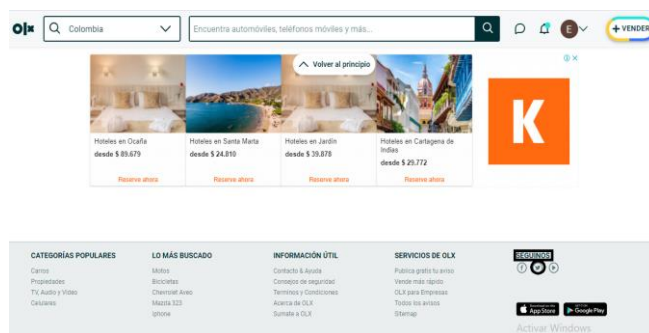 olx
Colombia
Encuentra automóviles, teléfonos móviles y más...
E
+ VENDER
Volver al principio
K
Hoteles en Ocaña
desde $ 89.679
Reserve ahora
Hoteles en Santa Marta
desde $ 24.810
Reserve ahora
Hoteles en Jardín
desde $ 39.878
Reserve ahora
Hoteles en Cartagena de
Indias
desde $ 29.772
Reserve ahora
CATEGORÍAS POPULARES
Carros
Propiedades
TV, Audio y Video
Celulares
LO MÁS BUSCADO
Motos
Bicicletas
Chevrolet Aveo
Mazda 323
Iphone
INFORMACIÓN ÚTIL
Contacto & Ayuda
Consejos de seguridad
Terminos y Condiciones
Acerca de OLX
Sumate a OLX
SERVICIOS DE OLX
Publica gratis tu aviso
Vende más rápido
OLX para Empresas
Todos los avisos
Sitemap
SEGUINOS
App Store
Google Play
Activar Windows